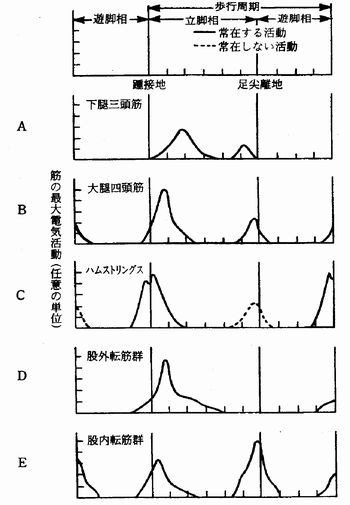 歩行周期
遊脚相 立脚相 遊脚相
常在する活動
常在しない活動
踵接地 足尖離地
A 下腿三頭筋
B 大腿四頭筋
C ハムストリングス
D 股外転筋群
E 股内転筋群
筋の最大電気活動(任意の単位)